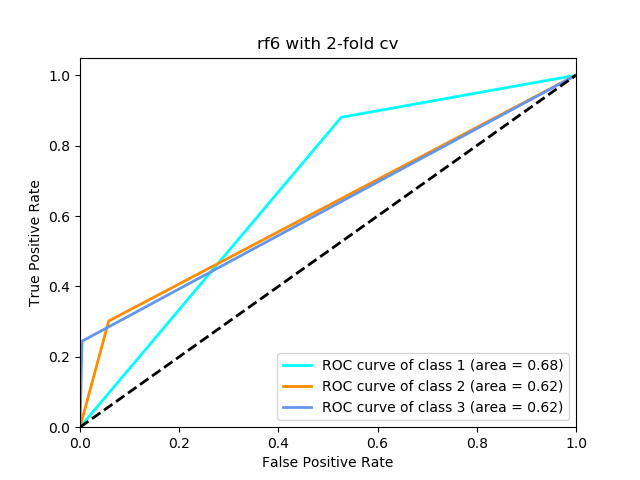 rf6 with 2-fold cv
1.0
0.8
0.6
0.4
0.2
0.0
True Positive Rate
ROC curve of class 1 (area = 0.68)
ROC curve of class 2 (area = 0.62)
ROC curve of class 3 (area = 0.62)
0.0 0.2 0.4 0.6 0.8 1.0
False Positive Rate